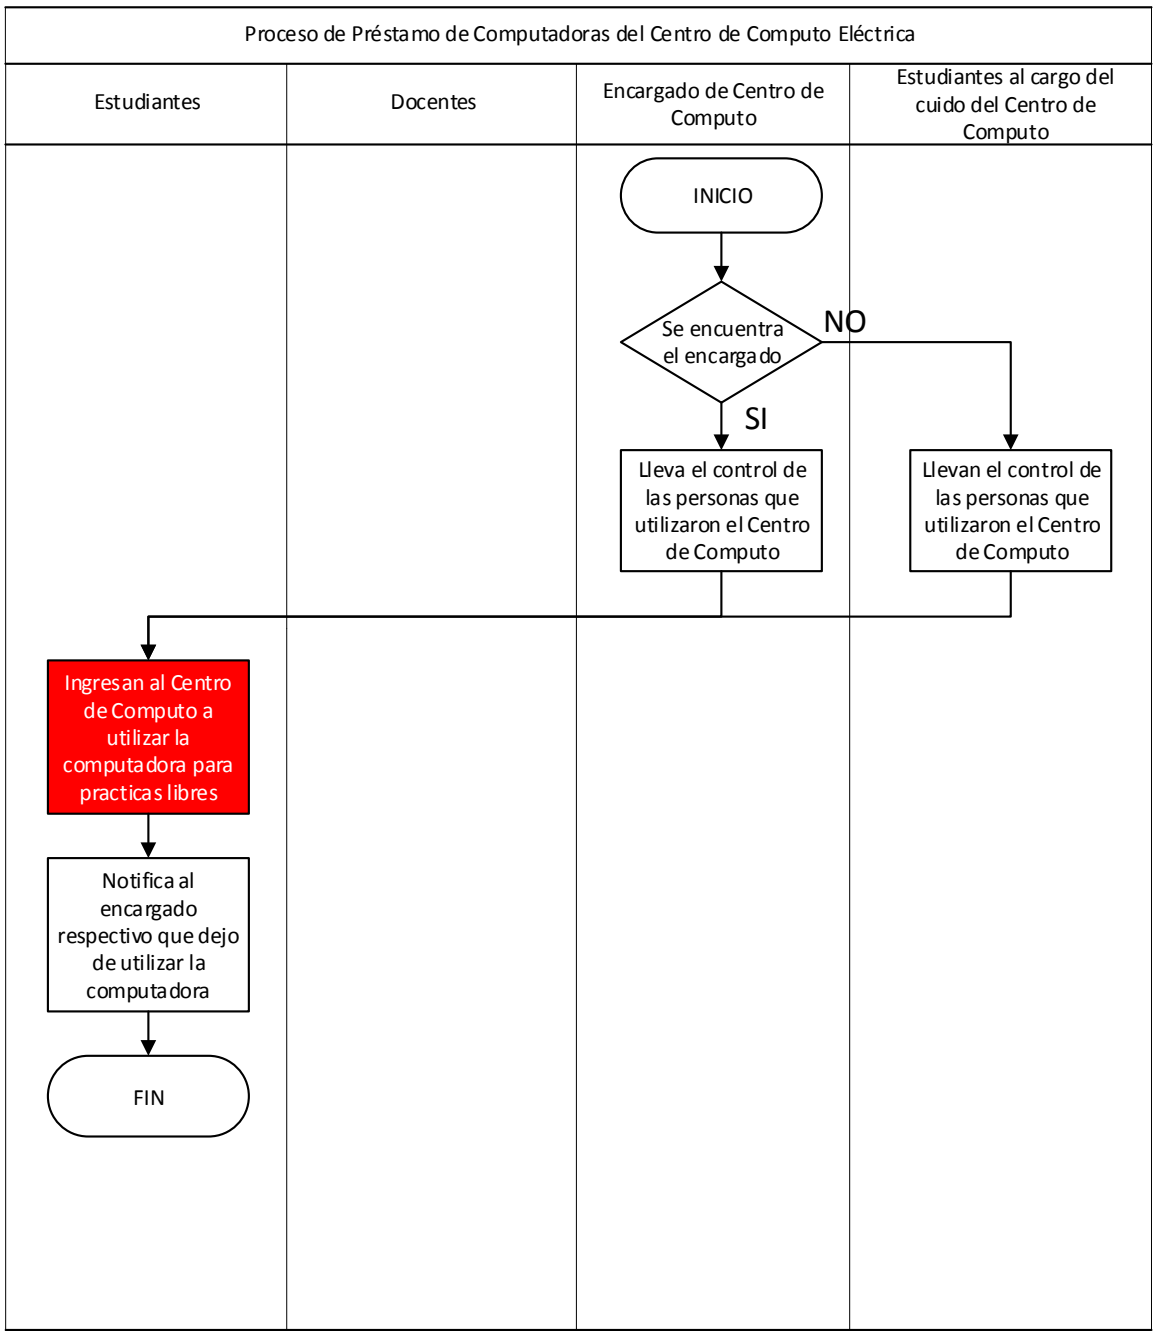 Proceso de Préstamo de Computadoras del Centro de Computo Eléctrica
Estudiantes
Docentes
Encargado de Centro de
Computo
Estudiantes al cargo del
cuido del Centro de
Computo
INICIO
Se encuentra
el encargado
NO
SI
Lleva el control de
las personas que
utilizaron el Centro
de Computo
Llevan el control de
las personas que
utilizaron el Centro
de Computo
Ingresan al Centro
de Computo a
utilizar la
computadora para
practicas libres
Notifica al
encargado
respectivo que dejo
de utilizar la
computadora
FIN